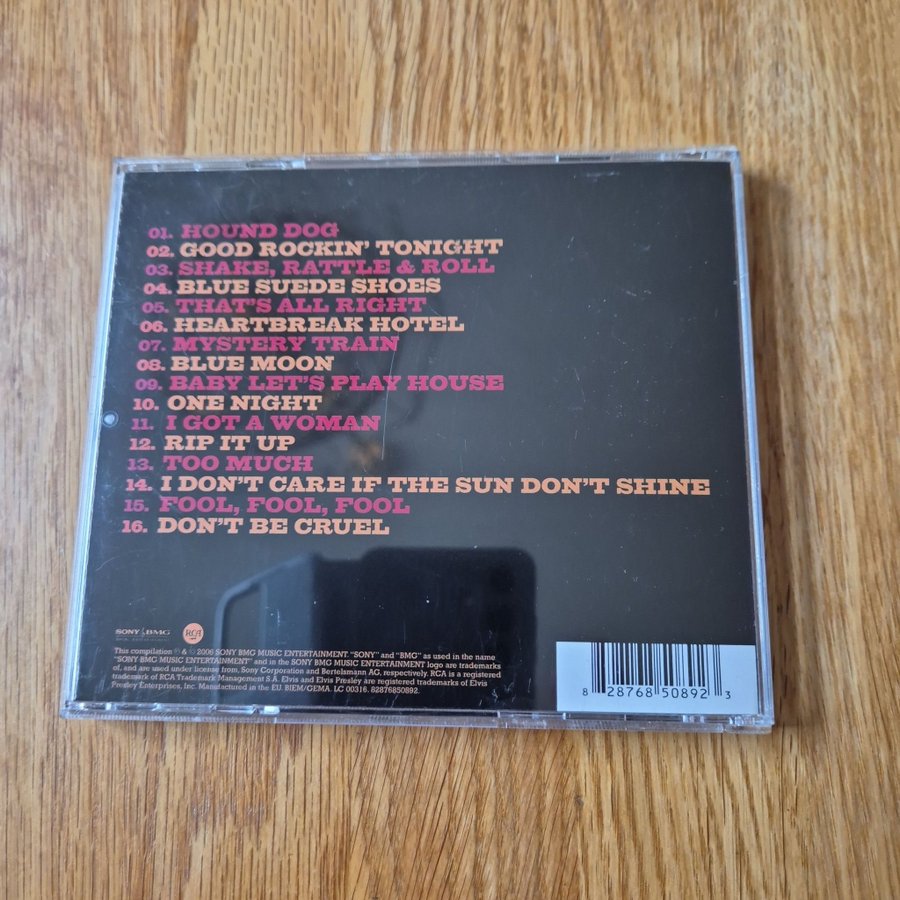 01. HOUND DOG
02. GOOD ROCKIN' TONIGHT
03. SHAKE, RATTLE & ROLL
04. BLUE SUEDE SHOES
05. THAT'S ALL RIGHT
06. HEARTBREAK HOTEL
07. MYSTERY TRAIN
08. BLUE MOON
09. BABY LET'S PLAY HOUSE
10. ONE NIGHT
11. I GOT A WOMAN
12. RIP IT UP
13. TOO MUCH
14. I DON'T CARE IF THE SUN DON'T SHINE
15. FOOL, FOOL, FOOL
16. DON'T BE CRUEL
SONY BMG RCA
This compilation ℗ & © 2006 SONY BMG MUSIC ENTERTAINMENT. "SONY" and "BMG" as used in the name
"SONY BMG MUSIC ENTERTAINMENT" and in the SONY BMG MUSIC ENTERTAINMENT logo are trademarks
of, and are used under license from, Sony Corporation and Bertelsmann AG, respectively. RCA is a registered
trademark of RCA Trademark Management S.A. Elvis and Elvis Presley are registered trademarks of Elvis
Presley Enterprises, Inc. Manufactured in the EU. BIEM/GEMA. LC 00316. 82876850892.
8 28768 50892 3